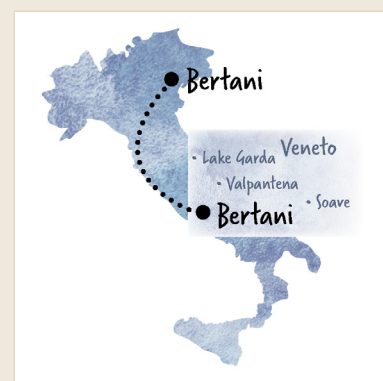 Bertani
Lake Garda
Veneto
Valpantena
Soave
Bertani